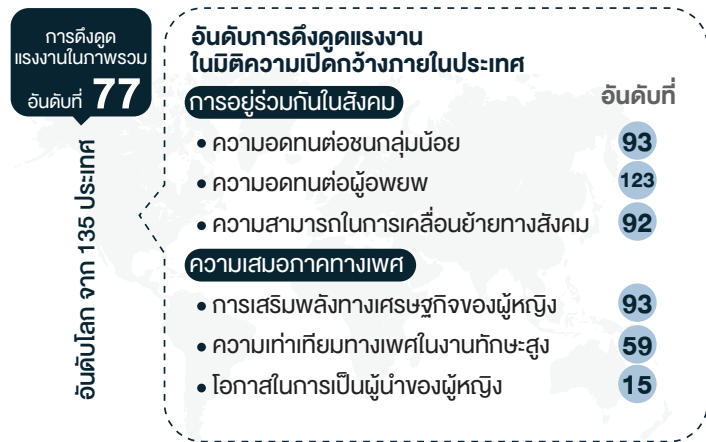 การดึงดูด
แรงงานในภาพรวม
อันดับที่ 77
อันดับโลก จาก 135 ประเทศ
อันดับการดึงดูดแรงงาน
ในมิติความเปิดกว้างภายในประเทศ
การอยู่ร่วมกันในสังคม อันดับที่
• ความอดทนต่อชนกลุ่มน้อย 93
• ความอดทนต่อผู้อพยพ 123
• ความสามารถในการเคลื่อนย้ายทางสังคม 92
ความเสมอภาคทางเพศ
• การเสริมพลังทางเศรษฐกิจของผู้หญิง 93
• ความเท่าเทียมทางเพศในงานทักษะสูง 59
• โอกาสในการเป็นผู้นำของผู้หญิง 15